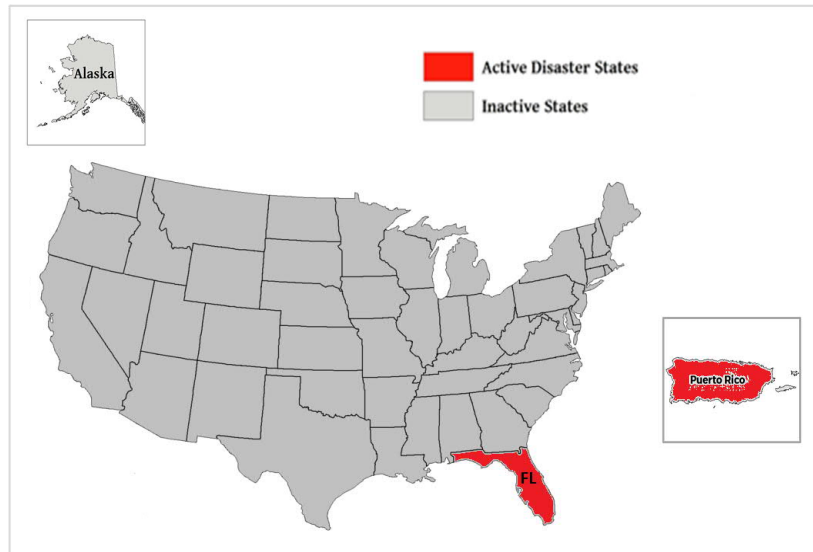 Alaska
Active Disaster States
Inactive States
Puerto Rico
FL